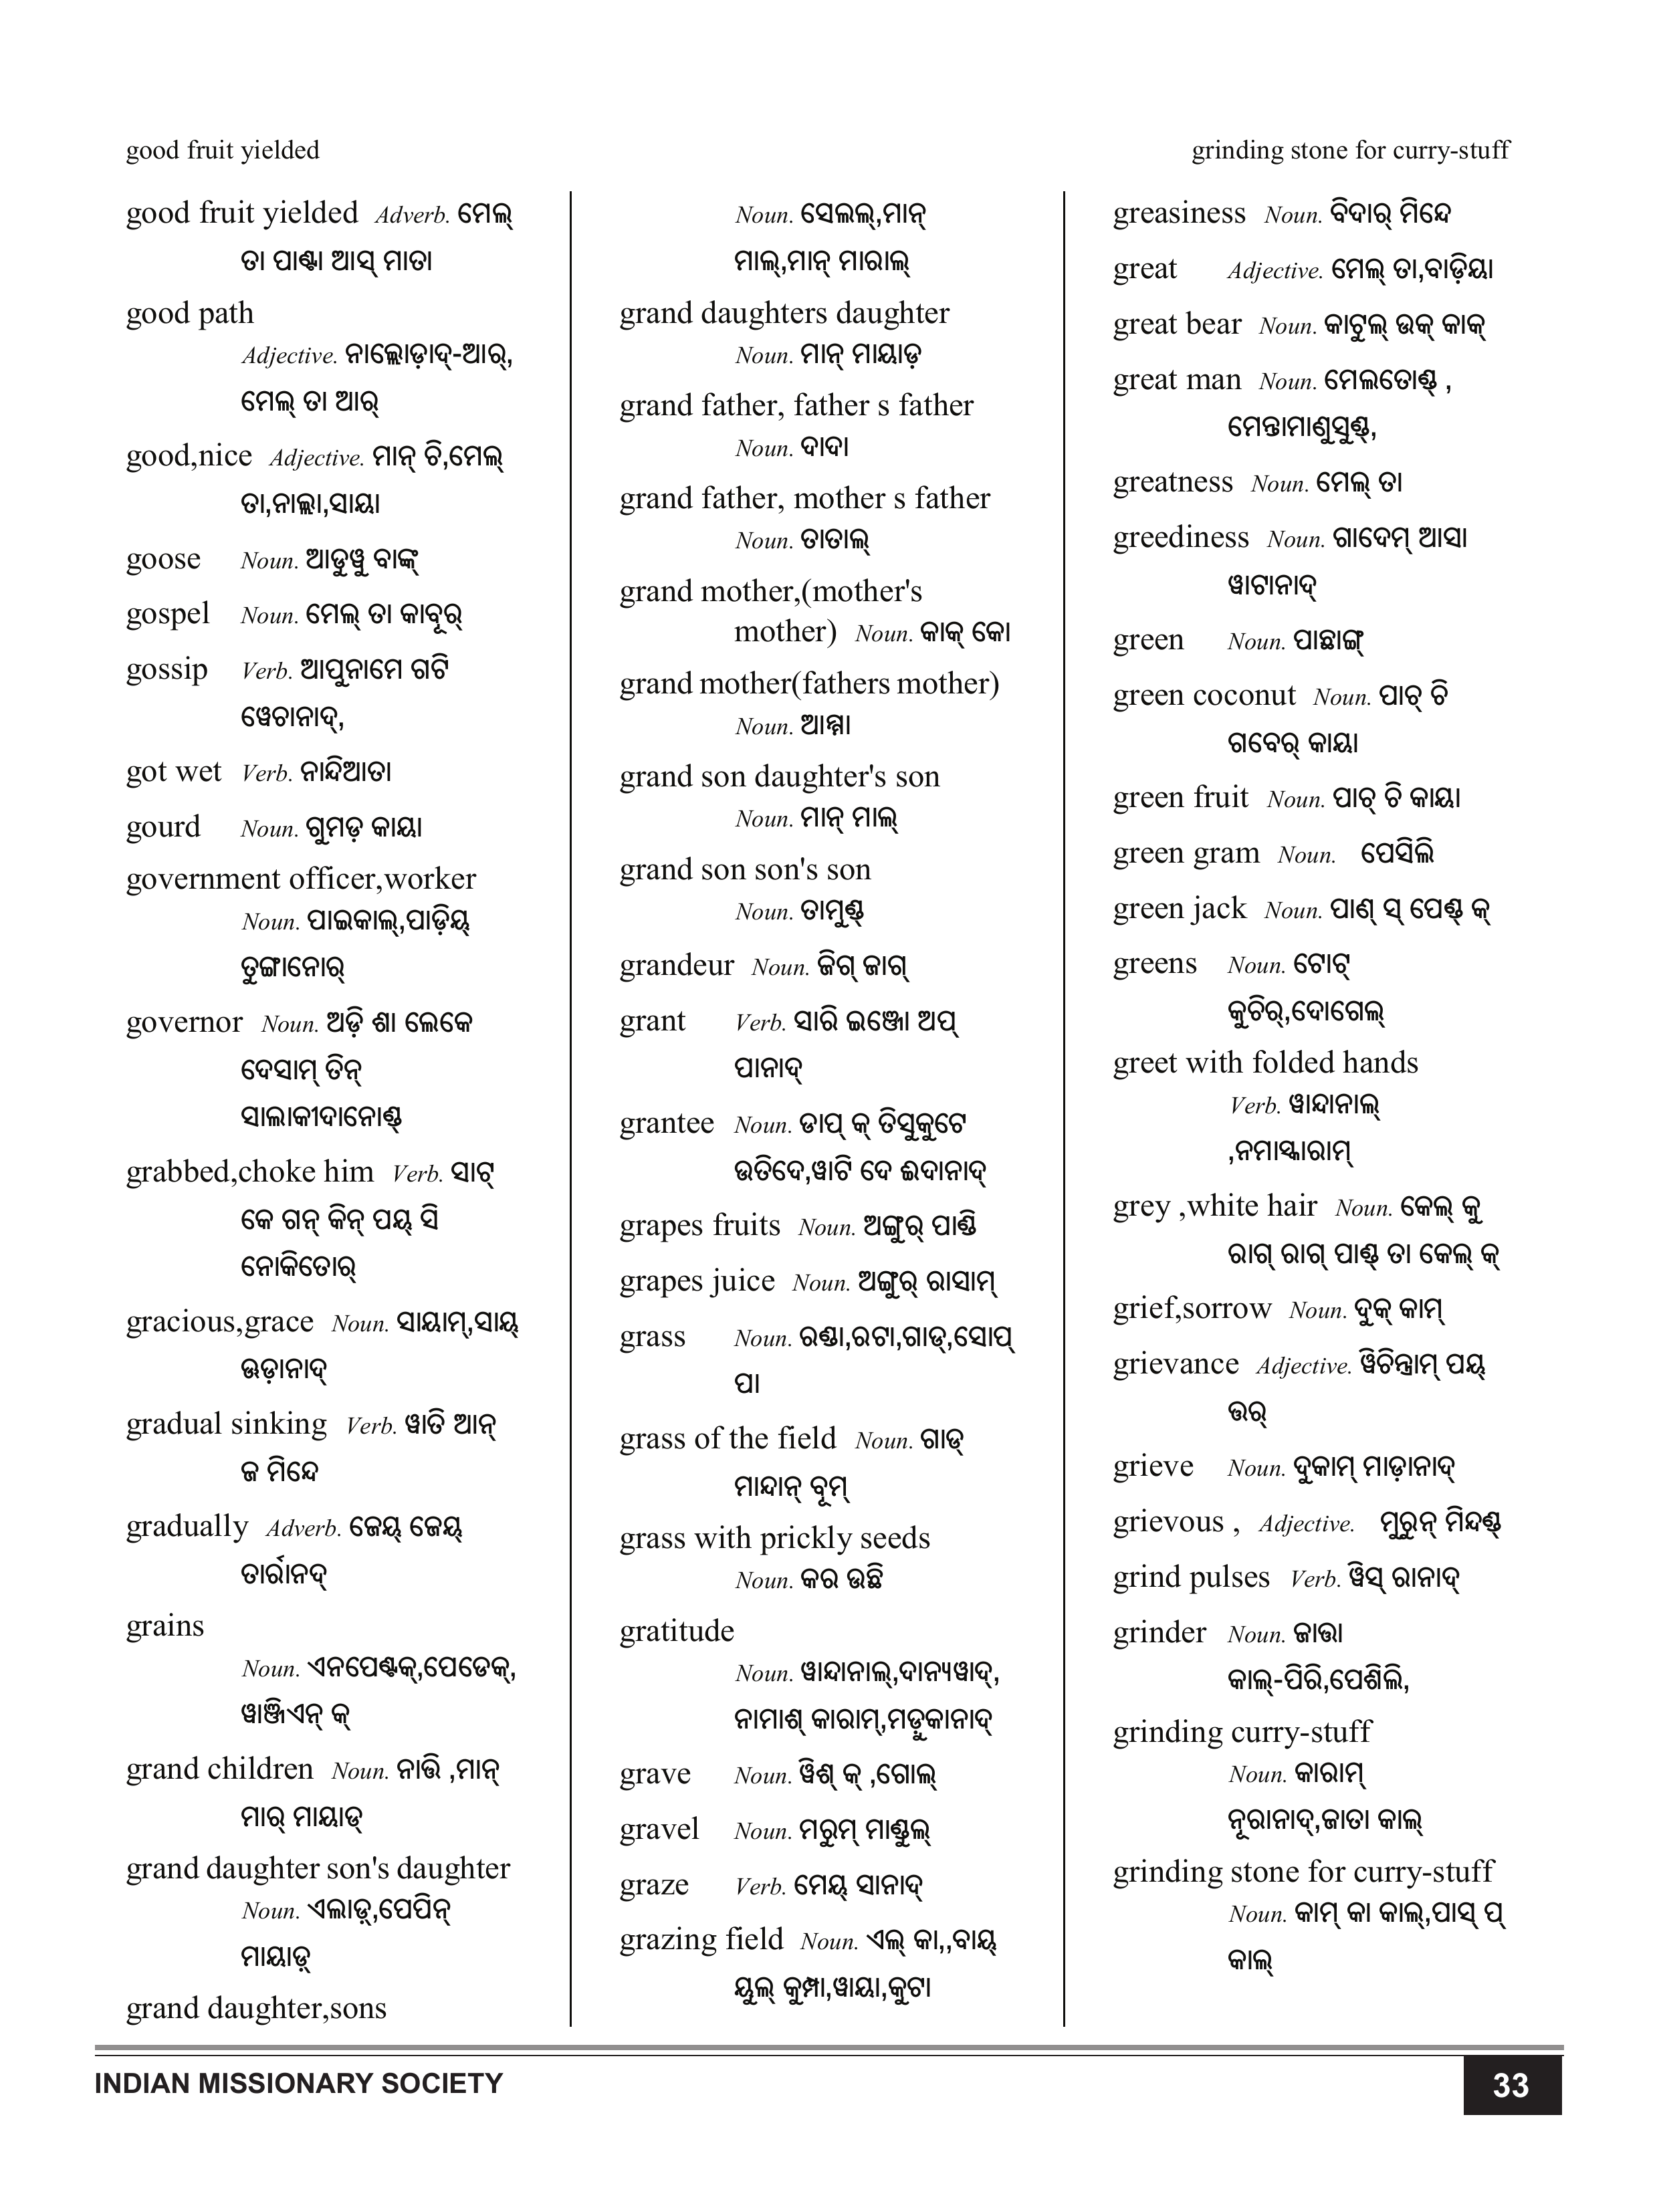 good fruit yielded
grinding stone for curry-stuff
good fruit yielded Adverb. ମେଲ୍
ତା ପାଣ୍ଟା ଆସ୍ ମାତା
good path
Adjective. ନାଲ୍ଲୋଡ଼ାଦ୍-ଆର୍,
ମେଲ୍ ତା ଆର୍
good,nice Adjective. ମାନ୍ ଚି,ମେଲ୍
ତା,ନାଲ୍ଲା,ସାୟା
goose Noun. ଆଡୁୱୁ ବାଙ୍କ୍
gospel Noun. ମେଲ୍ ତା କାବୂର୍
gossip Verb. ଆପୁନାମେ ଗଟି
ୱେଚାନାଦ୍,
got wet Verb. ନାନ୍ଦିଆତା
gourd Noun. ଗୁମଡ଼ କାୟା
government officer,worker
Noun. ପାଇକାଲ୍,ପାଡ଼ିୟ୍
ତୁଙ୍ଗାନୋର୍
governor Noun. ଅଡ଼ି ଶା ଲେକେ
ଦେସାମ୍ ତିନ୍
ସାଲାକୀଦାନୋଣ୍ଡ୍
grabbed,choke him Verb. ସାଟ୍
କେ ଗନ୍ କିନ୍ ପୟ୍ ସି
ନୋକିତୋର୍
gracious,grace Noun. ସାୟାମ୍,ସାୟ୍
ଊଡ଼ାନାଦ୍
gradual sinking Verb. ୱାତି ଆନ୍
ଜ ମିନ୍ଦେ
gradually Adverb. ଜେୟ୍ ଜେୟ୍
ତାର୍ରାନଦ୍
grains
Noun. ଏନପେଣ୍ଟକ୍,ପେଡେକ୍,
ୱାଞ୍ଜିଏନ୍ କ୍
grand children Noun. ନାତ୍ତି ,ମାନ୍
ମାର୍ ମାୟାଡ୍
grand daughter son's daughter
Noun. ଏଲାଡ଼୍,ପେପିନ୍
ମାୟାଡ଼୍
grand daughter,sons
Noun. ସେଲଲ୍,ମାନ୍
ମାଲ୍,ମାନ୍ ମାରାଲ୍
grand daughters daughter
Noun. ମାନ୍ ମାୟାଡ଼
grand father, father s father
Noun. ଦାଦା
grand father, mother s father
Noun. ତାତାଲ୍
grand mother,(mother's
mother) Noun. କାକ୍ କୋ
grand mother(fathers mother)
Noun. ଆମ୍ମା
grand son daughter's son
Noun. ମାନ୍ ମାଲ୍
grand son son's son
Noun. ତାମୁଣ୍ଡ୍
grandeur Noun. ଜିଗ୍ ଜାଗ୍
grant Verb. ସାରି ଇଞ୍ଜୋ ଅପ୍
ପାନାଦ୍
grantee Noun. ଡାପ୍ କ୍ ତିସୁକୁଟେ
ଉତିଦେ,ୱାଟି ଦେ ଈଦାନାଦ୍
grapes fruits Noun. ଅଙ୍ଗୁର୍ ପାଣ୍ଡି
grapes juice Noun. ଅଙ୍ଗୁର୍ ରାସାମ୍
grass Noun. ରଣ୍ଡା,ରଟା,ଗାଡ୍,ସୋପ୍
ପା
grass of the field Noun. ଗାଡ୍
ମାନ୍ଦାନ୍ ବୂମ୍
grass with prickly seeds
Noun. କର ଉଛି
gratitude
Noun. ୱାନ୍ଦାନାଲ୍,ଦାନ୍ୟୱାଦ୍,
ନାମାଶ୍ କାରାମ୍,ମଡ଼ୁକାନାଦ୍
grave Noun. ୱିଶ୍ କ୍ ,ଗୋଲ୍
gravel Noun. ମରୁମ୍ ମାଣ୍ଡୁଲ୍
graze Verb. ମେୟ୍ ସାନାଦ୍
grazing field Noun. ଏଲ୍ କା,,ବାୟ୍
ୟୁଲ୍ କୁମ୍ପା,ୱାୟା,କୁଟା
greasiness Noun. ବିଦାର୍ ମିନ୍ଦେ
great Adjective. ମେଲ୍ ତା,ବାଡ଼ିୟା
great bear Noun. କାଟୁଲ୍ ଉକ୍ କାକ୍
great man Noun. ମେଲତୋଣ୍ଡ୍ ,
ମେନ୍ତାମାଣୁସୁଣ୍ଡ୍,
greatness Noun. ମେଲ୍ ତା
greediness Noun. ଗାଦେମ୍ ଆସା
ୱାଟାନାଦ୍
green Noun. ପାଛାଙ୍ଗ୍
green coconut Noun. ପାଚ୍ ଚି
ଗବେର୍ କାୟା
green fruit Noun. ପାଚ୍ ଚି କାୟା
green gram Noun. ପେସିଲି
green jack Noun. ପାଣ୍ ସ୍ ପେଣ୍ଡ୍ କ୍
greens Noun. ଟୋଟ୍
କୁଚିର୍,ଦୋଗେଲ୍
greet with folded hands
Verb. ୱାନ୍ଦାନାଲ୍
,ନମାସ୍କାରାମ୍
grey ,white hair Noun. କେଲ୍ କୁ
ରାଗ୍ ରାଗ୍ ପାଣ୍ଡ୍ ତା କେଲ୍ କ୍
grief,sorrow Noun. ଦୁକ୍ କାମ୍
grievance Adjective. ୱିଚିନ୍ତ୍ରାମ୍ ପୟ୍
ଉର୍
grieve Noun. ଦୁକାମ୍ ମାଡ଼ାନାଦ୍
grievous , Adjective. ମୁରୁନ୍ ମିନ୍ଦଣ୍ଡ୍
grind pulses Verb. ୱିସ୍ ରାନାଦ୍
grinder Noun. ଜାତ୍ତା
କାଲ୍-ପିରି,ପେଶିଲି,
grinding curry-stuff
Noun. କାରାମ୍
ନୂରାନାଦ୍,ଜାତା କାଲ୍
grinding stone for curry-stuff
Noun. କାମ୍ କା କାଲ୍,ପାସ୍ ପ୍
କାଲ୍
INDIAN MISSIONARY SOCIETY
33